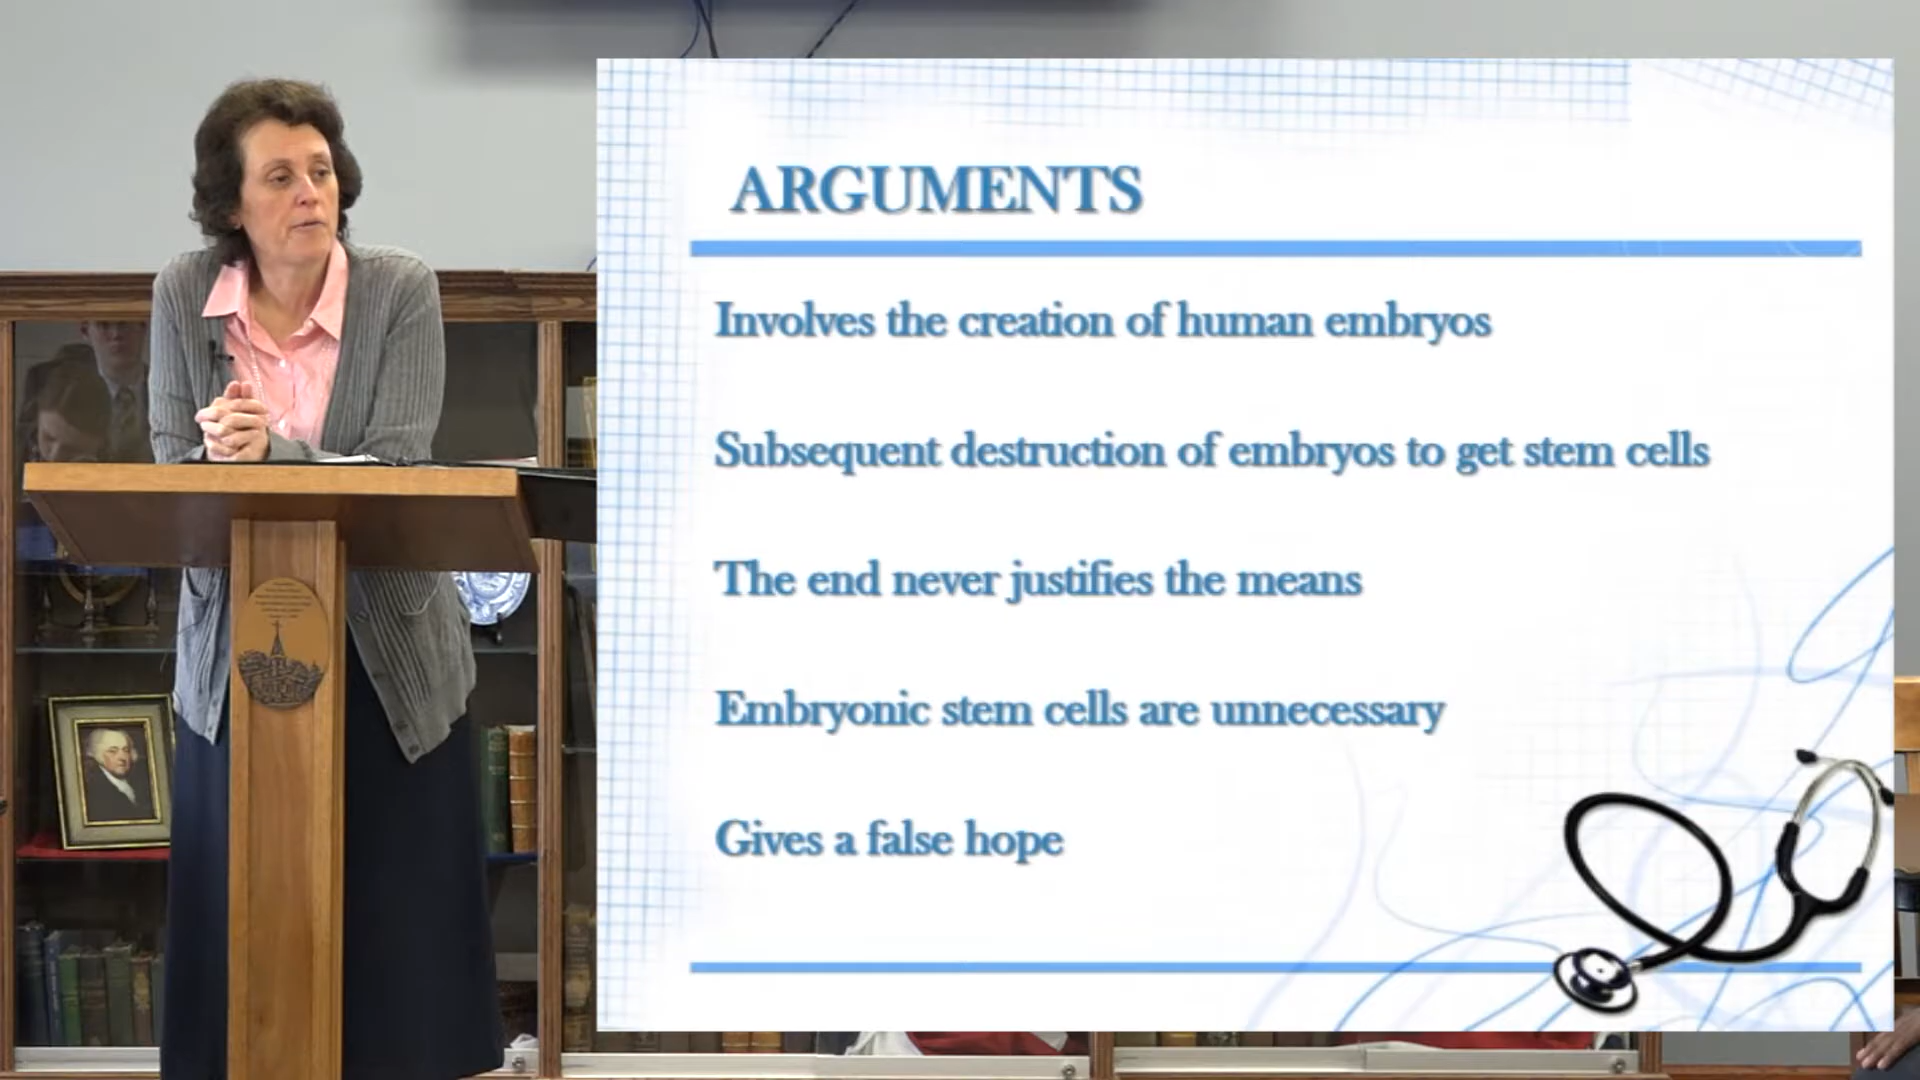 ARGUMENTS
Involves the creation of human embryos
Subsequent destruction of embryos to get stem cells
The end never justifies the means
Embryonic stem cells are unnecessary
Gives a false hope